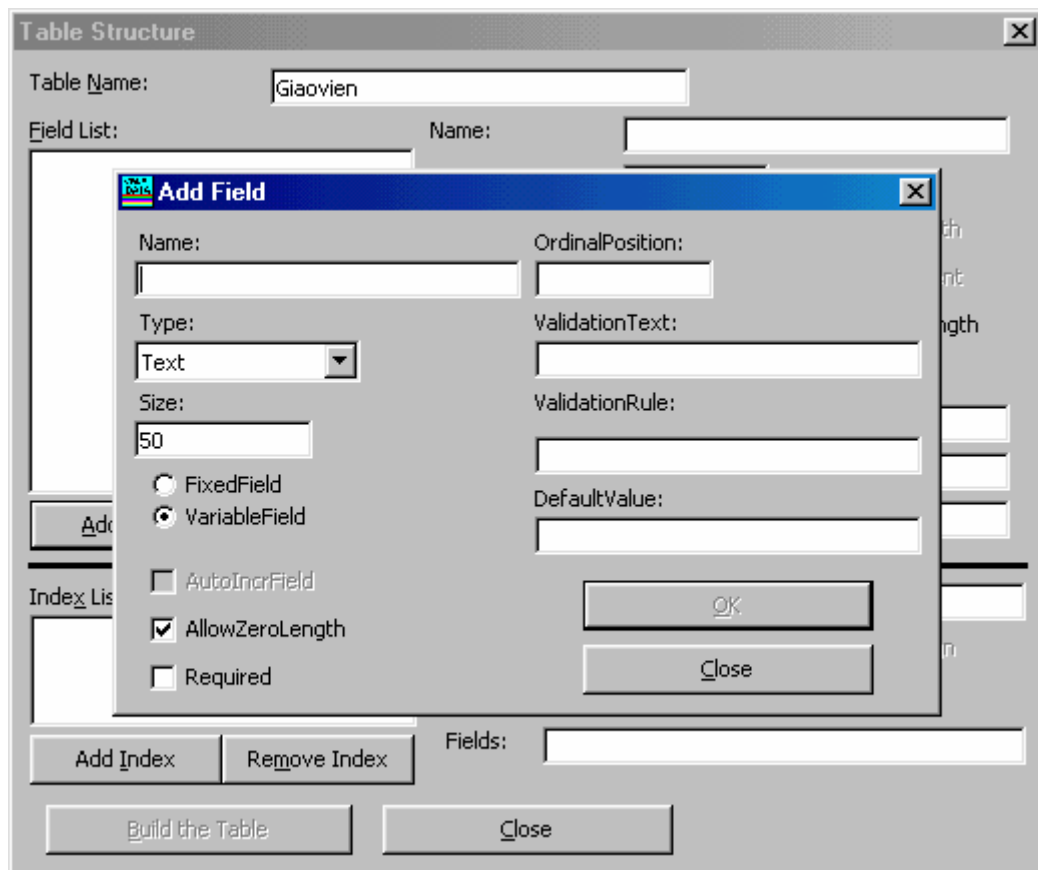 Table Structure
Table Name:
Giaovien
Field List:
Name:
Add Field
Name:
OrdinalPosition:
Type:
ValidationText:
Text
Size:
ValidationRule:
50
FixedField
VariableField
DefaultValue:
AutoIncrField
OK
AllowZeroLength
Close
Required
Add Index
Remove Index
Fields:
Build the Table
Close